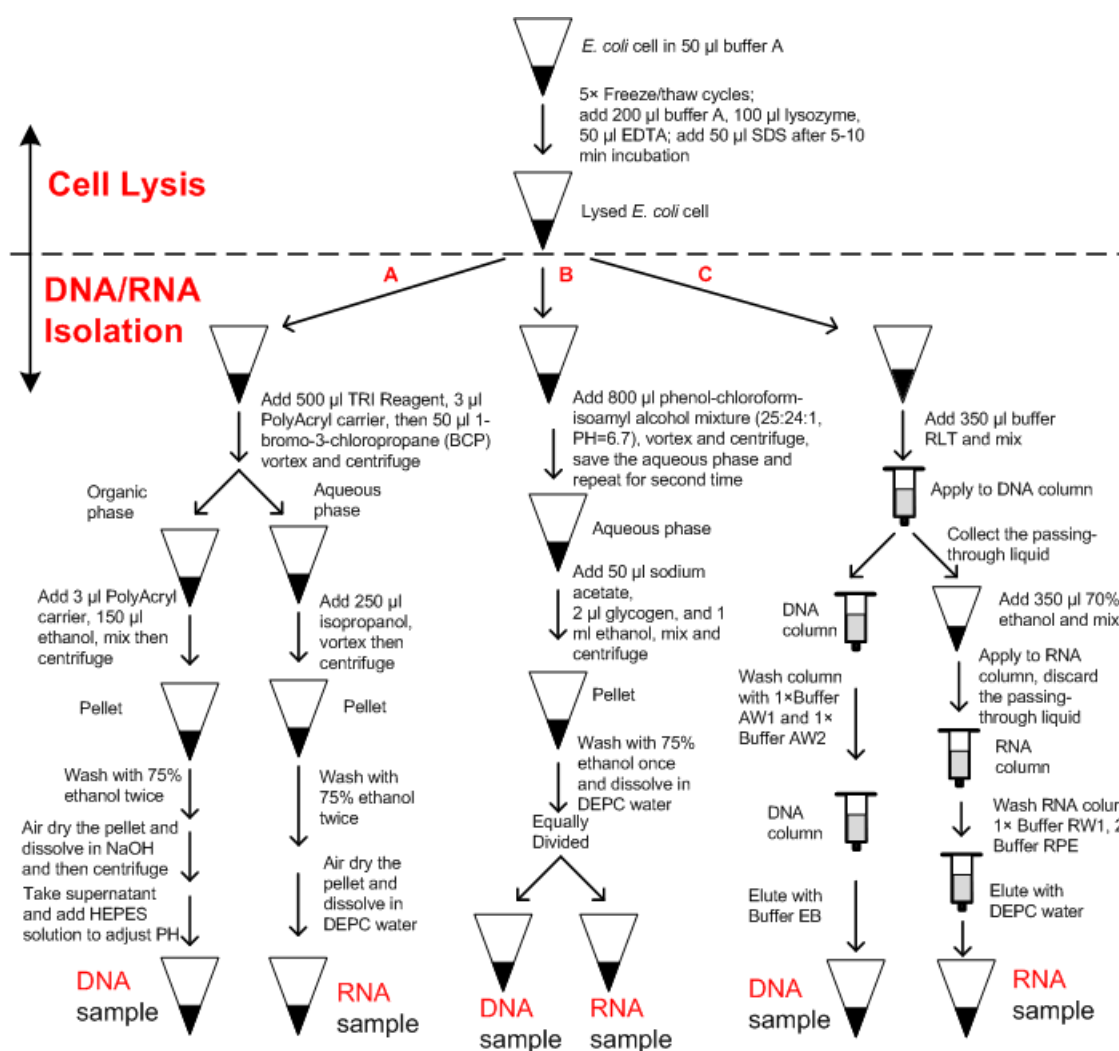 E. coli cell in 50 µl buffer A
5× Freeze/thaw cycles;
add 200 µl buffer A, 100 µl lysozyme,
50 µl EDTA; add 50 µl SDS after 5-10
min incubation
Cell Lysis
Lysed E. coli cell
A
B
C
DNA/RNA
Isolation
Add 500 µl TRI Reagent, 3 µl
PolyAcryl carrier, then 50 µl 1-
bromo-3-chloropropane (BCP)
vortex and centrifuge
Organic
phase
Aqueous
phase
Add 3 µl PolyAcryl
carrier, 150 µl
ethanol, mix then
centrifuge
Add 250 µl
isopropanol,
vortex then
centrifuge
Pellet
Pellet
Wash with 75%
ethanol twice
Wash with
75% ethanol
twice
Air dry the pellet and
dissolve in NaOH
and then centrifuge
Take supernatant
and add HEPES
solution to adjust PH
Air dry the
pellet and
dissolve in
DEPC water
DNA
sample
RNA
sample
Add 800 µl phenol-chloroform-
isoamyl alcohol mixture (25:24:1,
PH=6.7), vortex and centrifuge,
save the aqueous phase and
repeat for second time
Aqueous phase
Add 50 µl sodium
acetate,
2 µl glycogen, and 1
ml ethanol, mix and
centrifuge
Pellet
Wash with 75%
ethanol once
and dissolve in
DEPC water
Equally
Divided
DNA
sample
RNA
sample
Add 350 µl buffer
RLT and mix
Apply to DNA column
Collect the passing-
through liquid
DNA
column
Add 350 µl 70%
ethanol and mix
Wash column
with 1×Buffer
AW1 and 1×
Buffer AW2
Apply to RNA
column, discard
the passing-
through liquid
RNA
column
DNA
column
Wash RNA colum
1× Buffer RW1, 2
Buffer RPE
Elute with
Buffer EB
Elute with
DEPC water
DNA
sample
RNA
sample